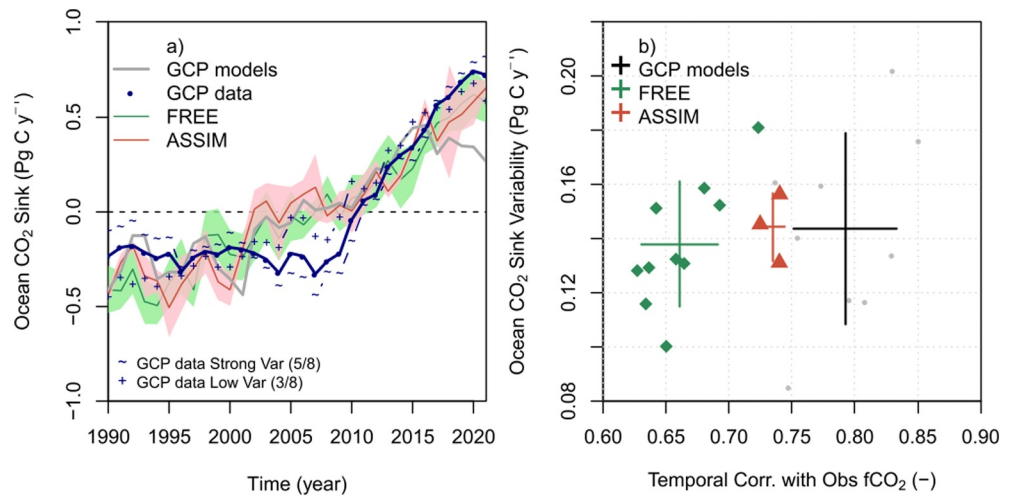 a)
GCP models
GCP data
FREE
ASSIM
~ GCP data Strong Var (5/8)
+ GCP data Low Var (3/8)
Ocean CO₂ Sink (Pg C y⁻¹)
1.0
0.5
0.0
−0.5
−1.0
1990 1995 2000 2005 2010 2015 2020
Time (year)
b)
GCP models
FREE
ASSIM
Ocean CO₂ Sink Variability (Pg C y⁻¹)
0.20
0.16
0.12
0.08
0.60 0.65 0.70 0.75 0.80 0.85 0.90
Temporal Corr. with Obs fCO₂ (−)